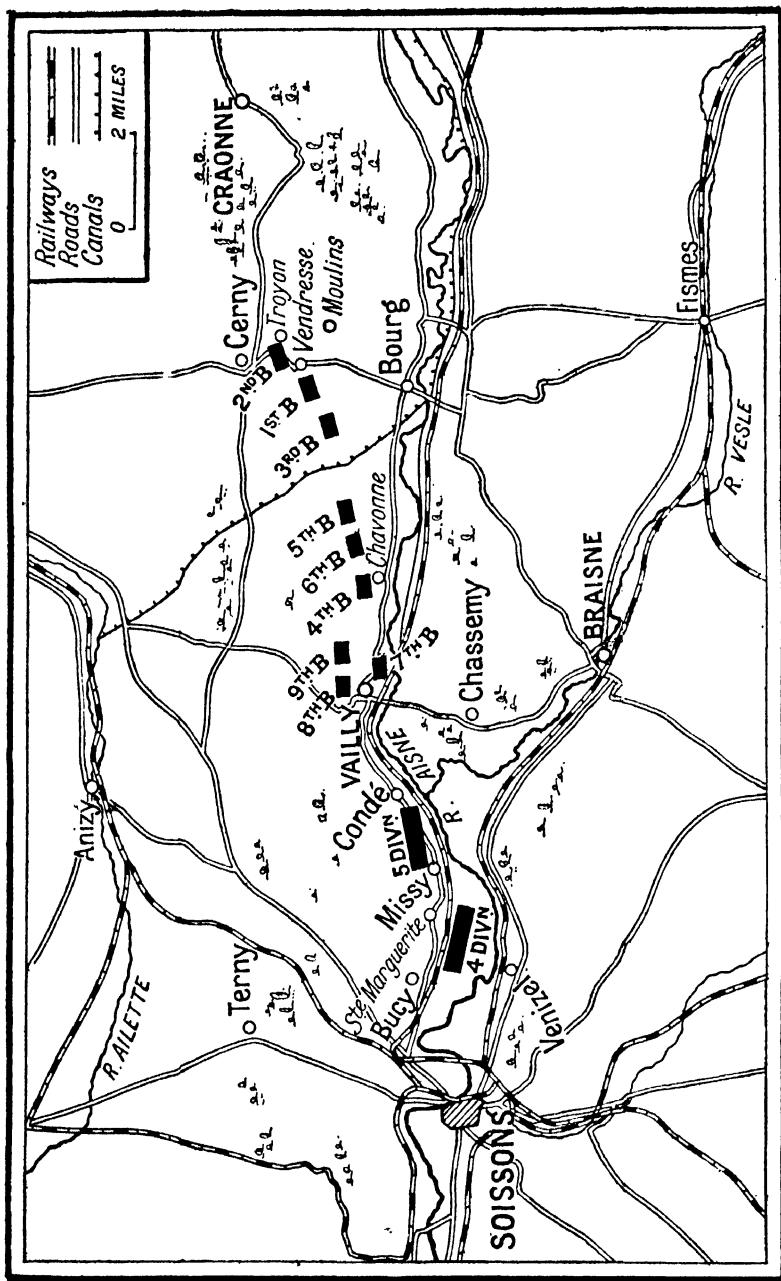 Railways
Roads
Canals
0 2 MILES
CRAONNE
Cerny
Troyon
Vendresse
Moulins
2ND B
1ST B
3RD B
Bourg
Fismes
R. VESLE
5TH B
6TH B
4TH B
Chavonne
9TH B
8TH B
7TH B
VAILLY
Chassemy
BRAISNE
Anizy
Condé
R. AISNE
5 DIVN
Missy
Ste Marguerite
Bucy
4 DIVN
Venizel
Terny
R. AILETTE
SOISSONS